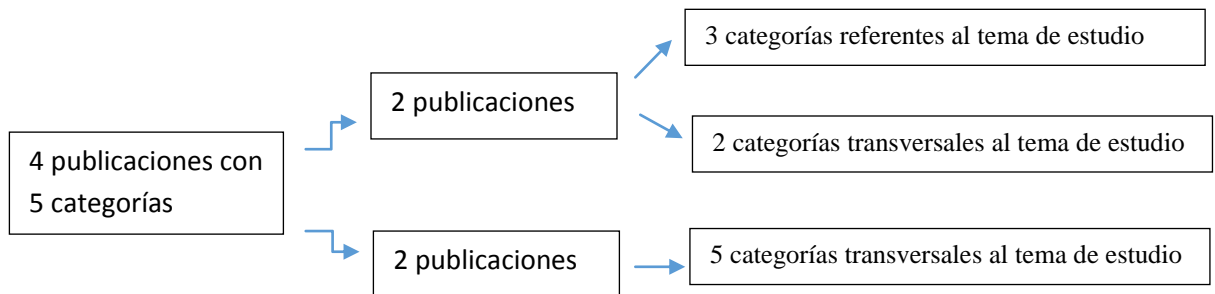 4 publicaciones con
5 categorías
2 publicaciones
3 categorías referentes al tema de estudio
2 categorías transversales al tema de estudio
2 publicaciones
5 categorías transversales al tema de estudio